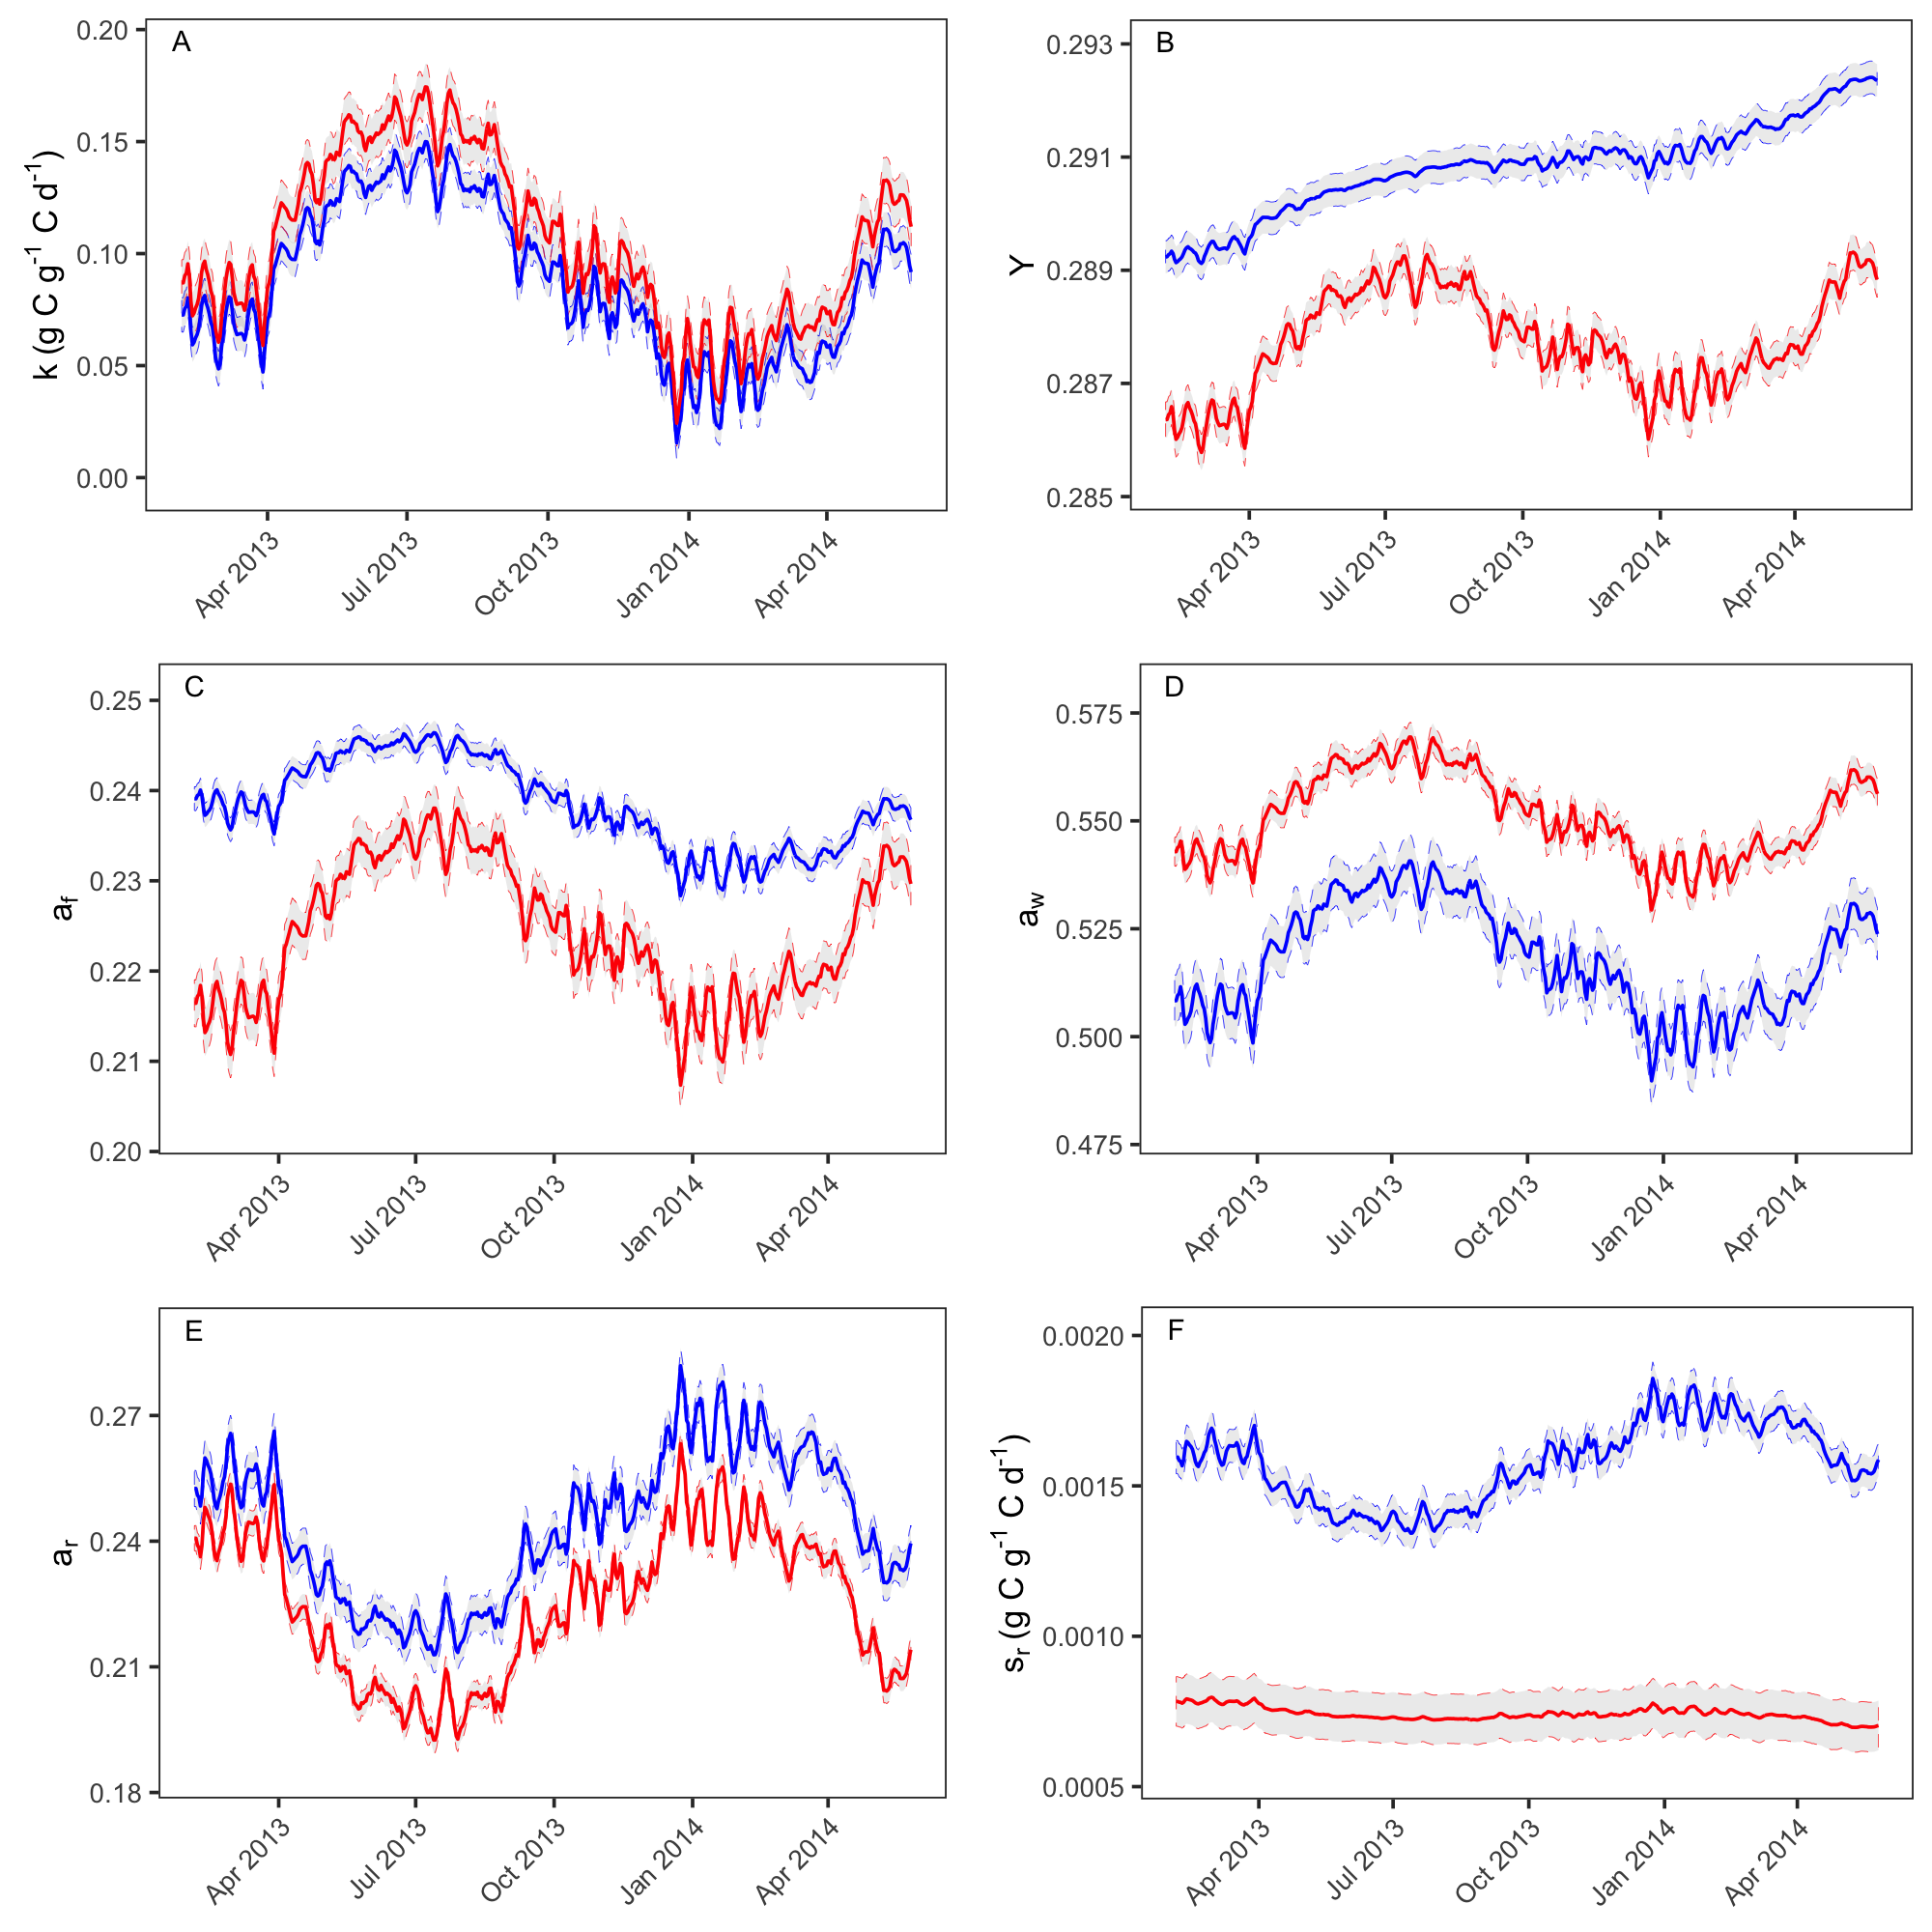 A
k (g C g⁻¹ C d⁻¹)
0.20
0.15
0.10
0.05
0.00
Apr 2013
Jul 2013
Oct 2013
Jan 2014
Apr 2014
B
Y
0.293
0.291
0.289
0.287
0.285
Apr 2013
Jul 2013
Oct 2013
Jan 2014
Apr 2014
C
af
0.25
0.24
0.23
0.22
0.21
0.20
Apr 2013
Jul 2013
Oct 2013
Jan 2014
Apr 2014
D
aw
0.575
0.550
0.525
0.500
0.475
Apr 2013
Jul 2013
Oct 2013
Jan 2014
Apr 2014
E
ar
0.27
0.24
0.21
0.18
Apr 2013
Jul 2013
Oct 2013
Jan 2014
Apr 2014
F
sr (g C g⁻¹ C d⁻¹)
0.0020
0.0015
0.0010
0.0005
Apr 2013
Jul 2013
Oct 2013
Jan 2014
Apr 2014